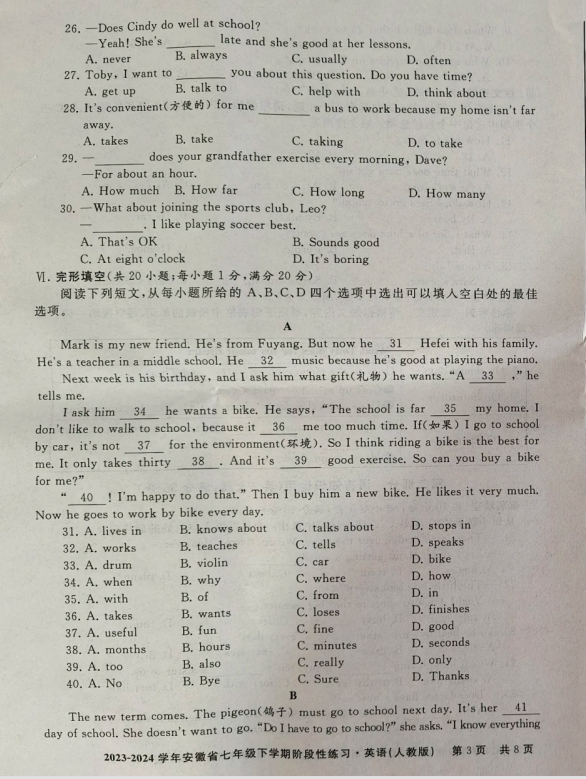 26. —Does Cindy do well at school?
—Yeah! She's ______ late and she's good at her lessons.
A. never B. always C. usually D. often
27. Toby, I want to ______ you about this question. Do you have time?
A. get up B. talk to C. help with D. think about
28. It's convenient(方便的) for me ______ a bus to work because my home isn't far
away.
A. takes B. take C. taking D. to take
29. —______ does your grandfather exercise every morning, Dave?
—For about an hour.
A. How much B. How far C. How long D. How many
30. —What about joining the sports club, Leo?
—______. I like playing soccer best.
A. That's OK B. Sounds good
C. At eight o'clock D. It's boring
Ⅵ. 完形填空(共 20 小题;每小题 1 分,满分 20 分)
阅读下列短文,从每小题所给的 A、B、C、D 四个选项中选出可以填入空白处的最佳
选项。
A
Mark is my new friend. He's from Fuyang. But now he 31 Hefei with his family.
He's a teacher in a middle school. He 32 music because he's good at playing the piano.
Next week is his birthday, and I ask him what gift(礼物) he wants. "A 33 ," he
tells me.
I ask him 34 he wants a bike. He says, "The school is far 35 my home. I
don't like to walk to school, because it 36 me too much time. If(如果) I go to school
by car, it's not 37 for the environment(环境). So I think riding a bike is the best for
me. It only takes thirty 38 . And it's 39 good exercise. So can you buy a bike
for me?"
" 40 ! I'm happy to do that." Then I buy him a new bike. He likes it very much.
Now he goes to work by bike every day.
31. A. lives in B. knows about C. talks about D. stops in
32. A. works B. teaches C. tells D. speaks
33. A. drum B. violin C. car D. bike
34. A. when B. why C. where D. how
35. A. with B. of C. from D. in
36. A. takes B. wants C. loses D. finishes
37. A. useful B. fun C. fine D. good
38. A. months B. hours C. minutes D. seconds
39. A. too B. also C. really D. only
40. A. No B. Bye C. Sure D. Thanks
B
The new term comes. The pigeon(鸽子) must go to school next day. It's her 41
day of school. She doesn't want to go. "Do I have to go to school?" she asks. "I know everything
2023-2024 学年安徽省七年级下学期阶段性练习·英语(人教版) 第 3 页 共 8 页